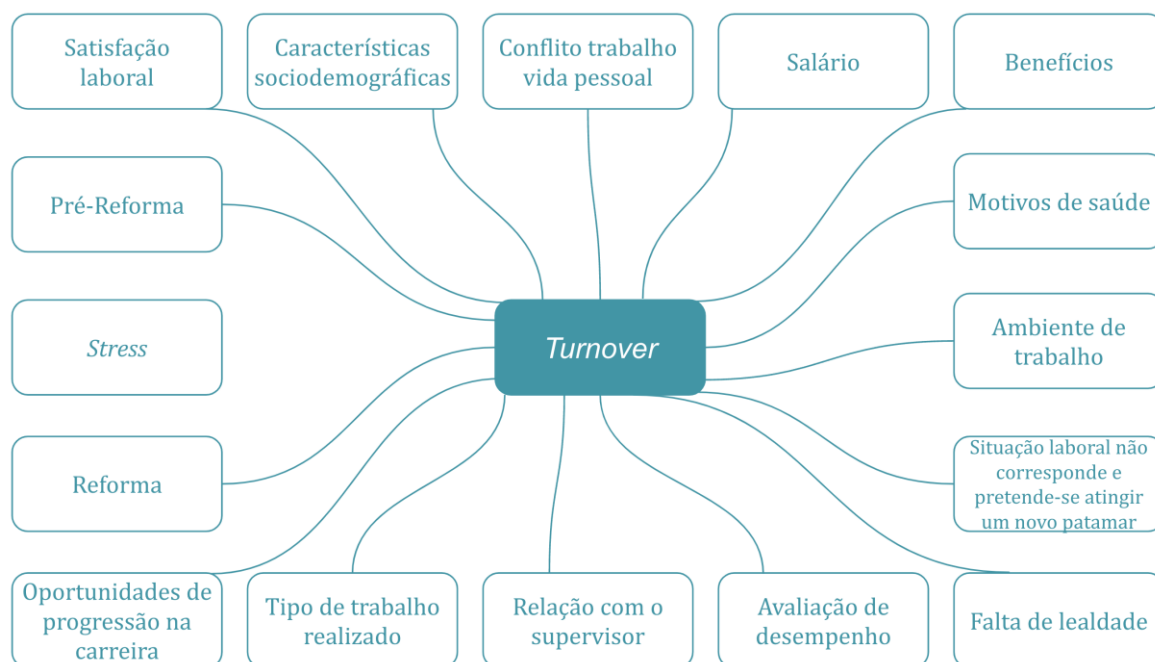 Satisfação
laboral
Características
sociodemográficas
Conflito trabalho
vida pessoal
Salário
Benefícios
Pré-Reforma
Motivos de saúde
Stress
Turnover
Ambiente de
trabalho
Reforma
Situação laboral não
corresponde e
pretende-se atingir
um novo patamar
Oportunidades de
progressão na
carreira
Tipo de trabalho
realizado
Relação com o
supervisor
Avaliação de
desempenho
Falta de lealdade